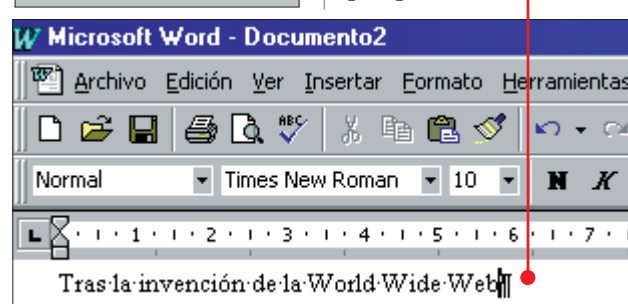 Microsoft Word - Documento2
Archivo Edición Ver Insertar Formato Herramientas
ABC
Normal Times New Roman 10 N K
L 1 2 3 4 5 6 7
Tras·la·invención·de·la·World·Wide·Web¶